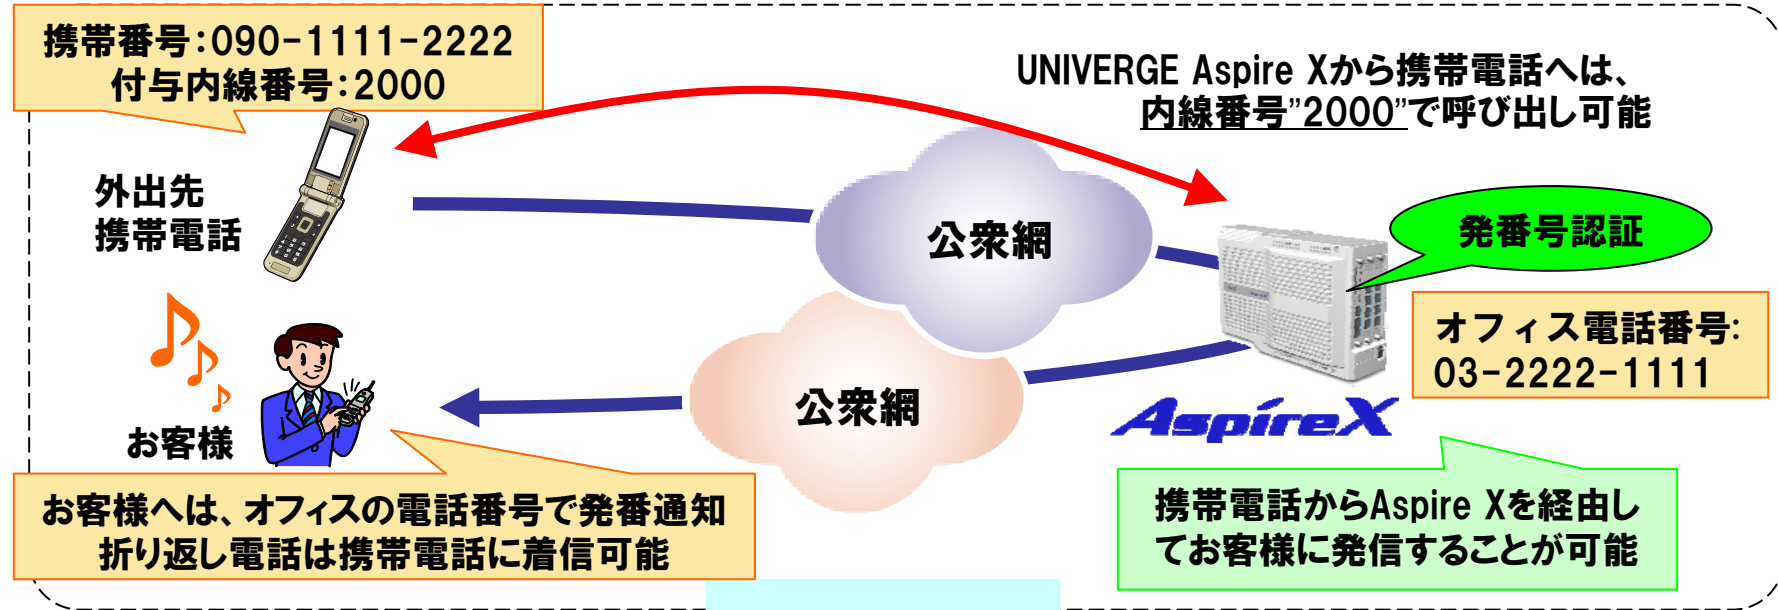 携帯番号:090-1111-2222
付与内線番号:2000
UNIVERGE Aspire Xから携帯電話へは、
内線番号”2000”で呼び出し可能
外出先
携帯電話
公衆網
発番号認証
オフィス電話番号:
03-2222-1111
公衆網
AspireX
お客様
お客様へは、オフィスの電話番号で発番通知
折り返し電話は携帯電話に着信可能
携帯電話からAspire Xを経由し
てお客様に発信することが可能